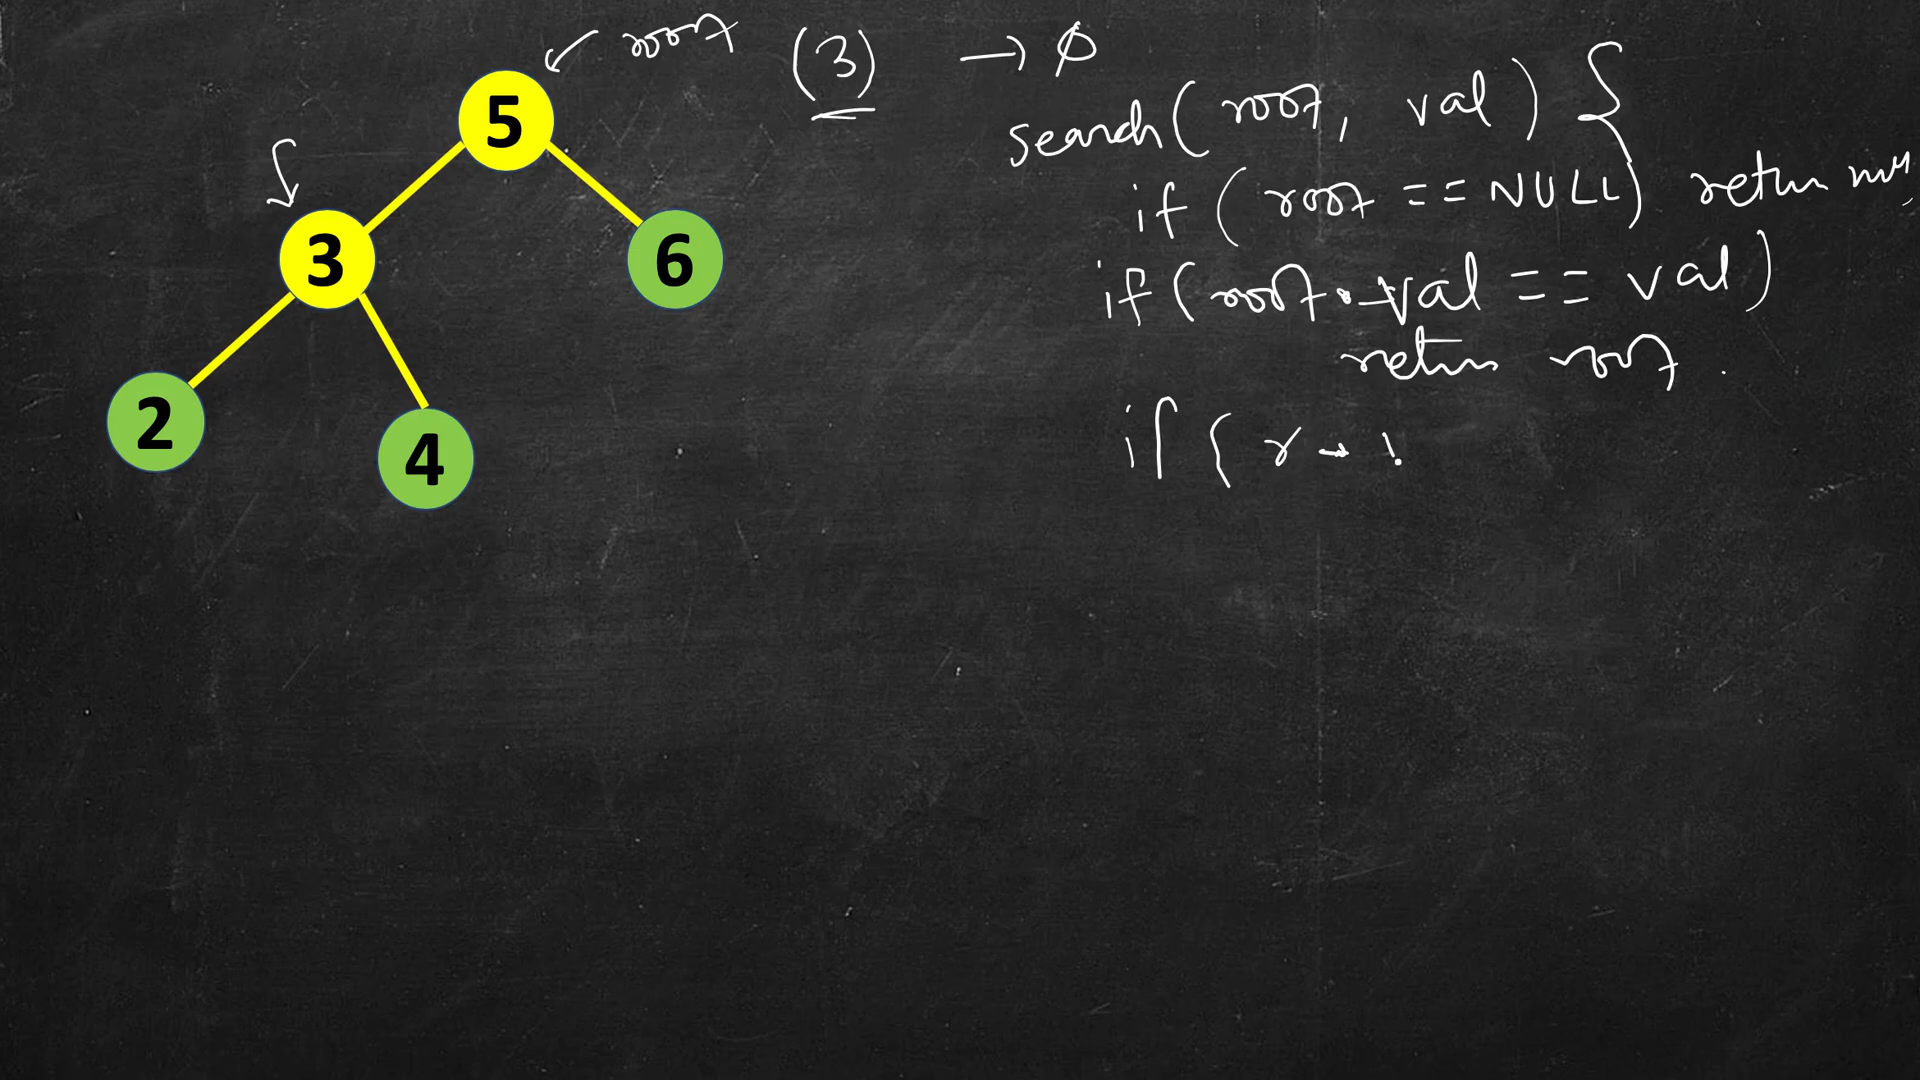 root (3) → φ
5
search(root, val) {
if (root == NULL) return null;
3
6
if (root.val == val)
return root.
2
4
if ( r